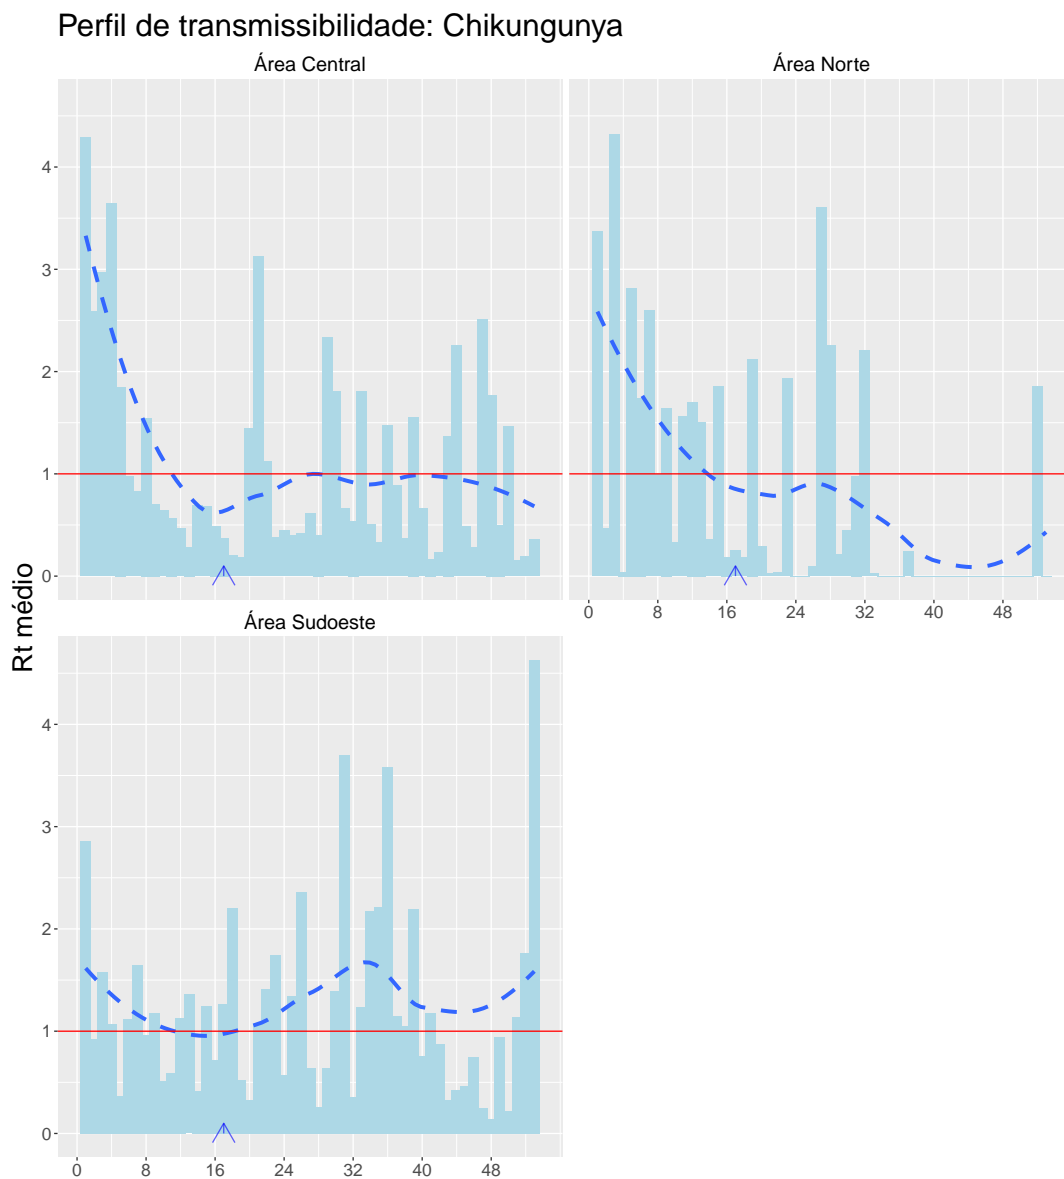 Perfil de transmissibilidade: Chikungunya
Área Central
Área Norte
4
3
2
1
0
0 8 16 24 32 40 48
Rt médio
Área Sudoeste
4
3
2
1
0
0 8 16 24 32 40 48